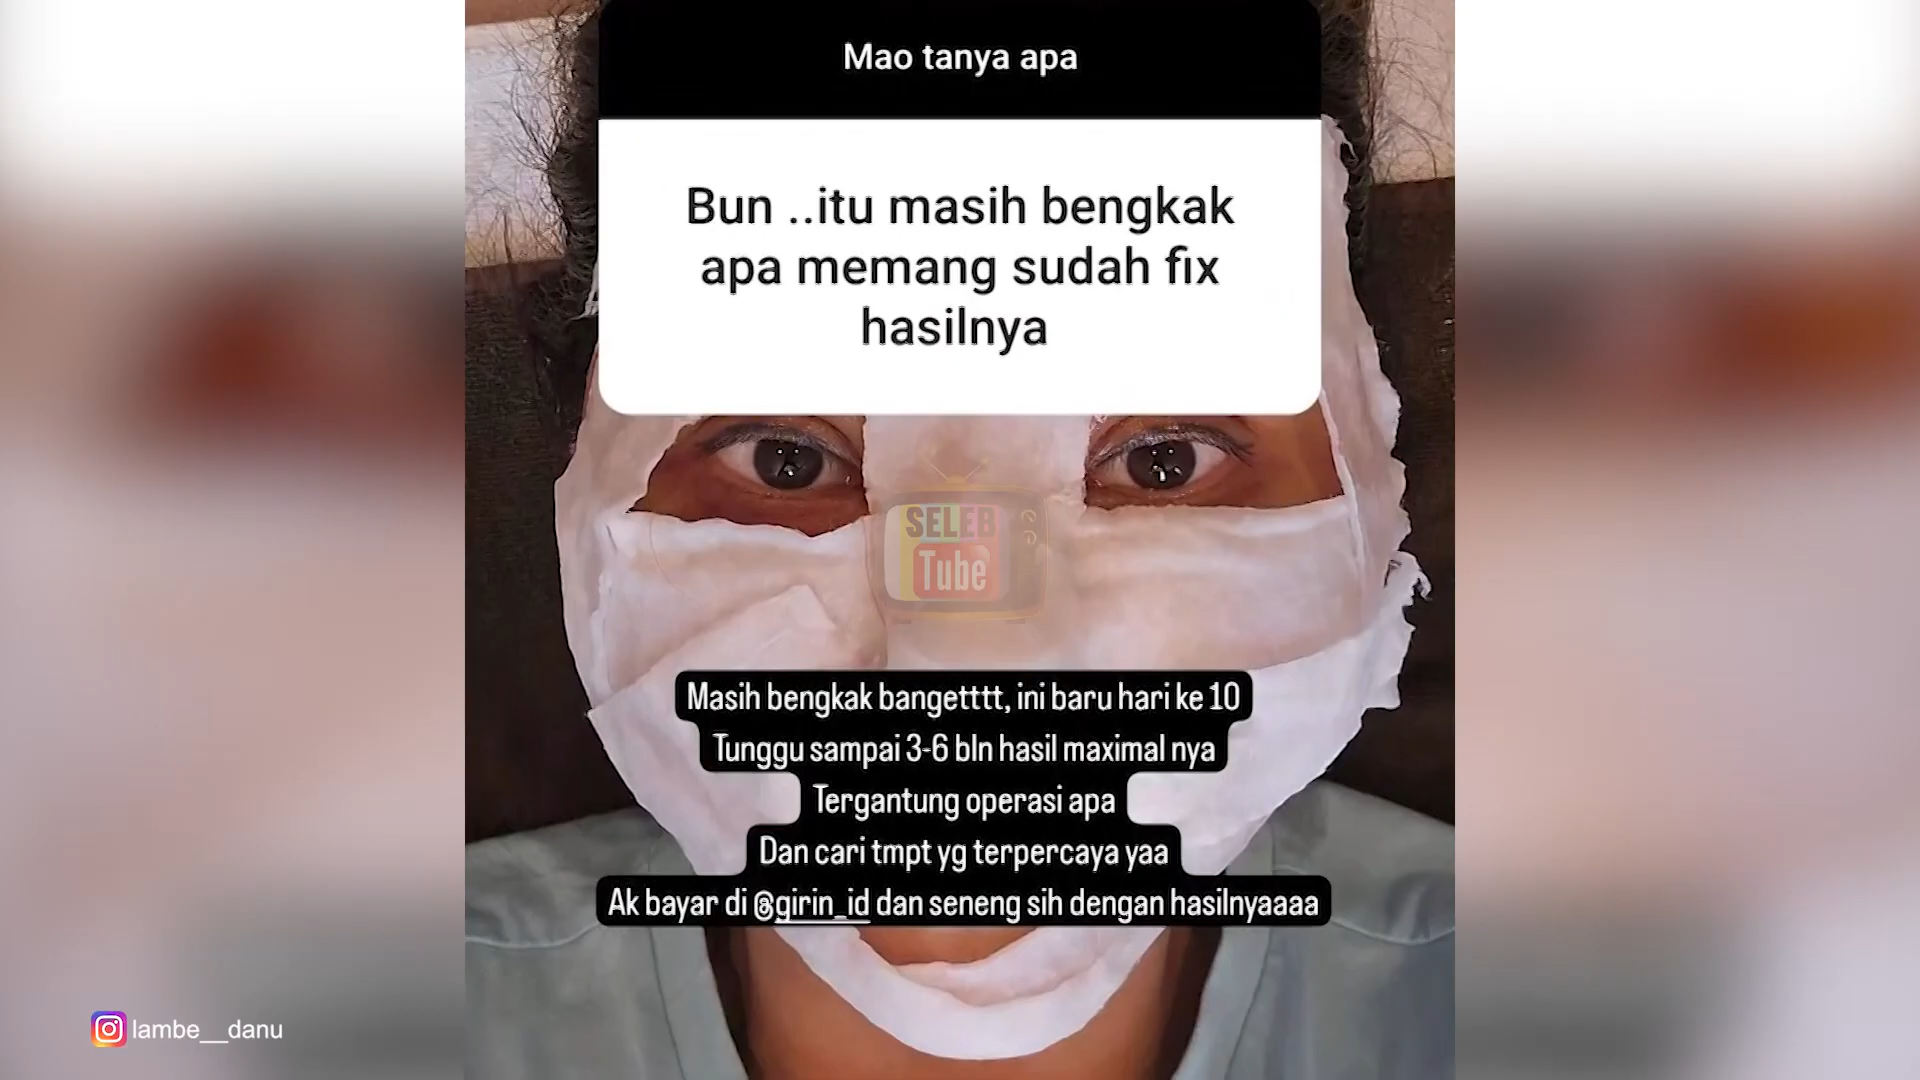 Mao tanya apa
Bun ..itu masih bengkak
apa memang sudah fix
hasilnya
SELEB
Tube
Masih bengkak bangetttt, ini baru hari ke 10
Tunggu sampai 3-6 bln hasil maximal nya
Tergantung operasi apa
Dan cari tmpt yg terpercaya yaa
Ak bayar di @girin_id dan seneng sih dengan hasilnyaaaa
lambe__danu